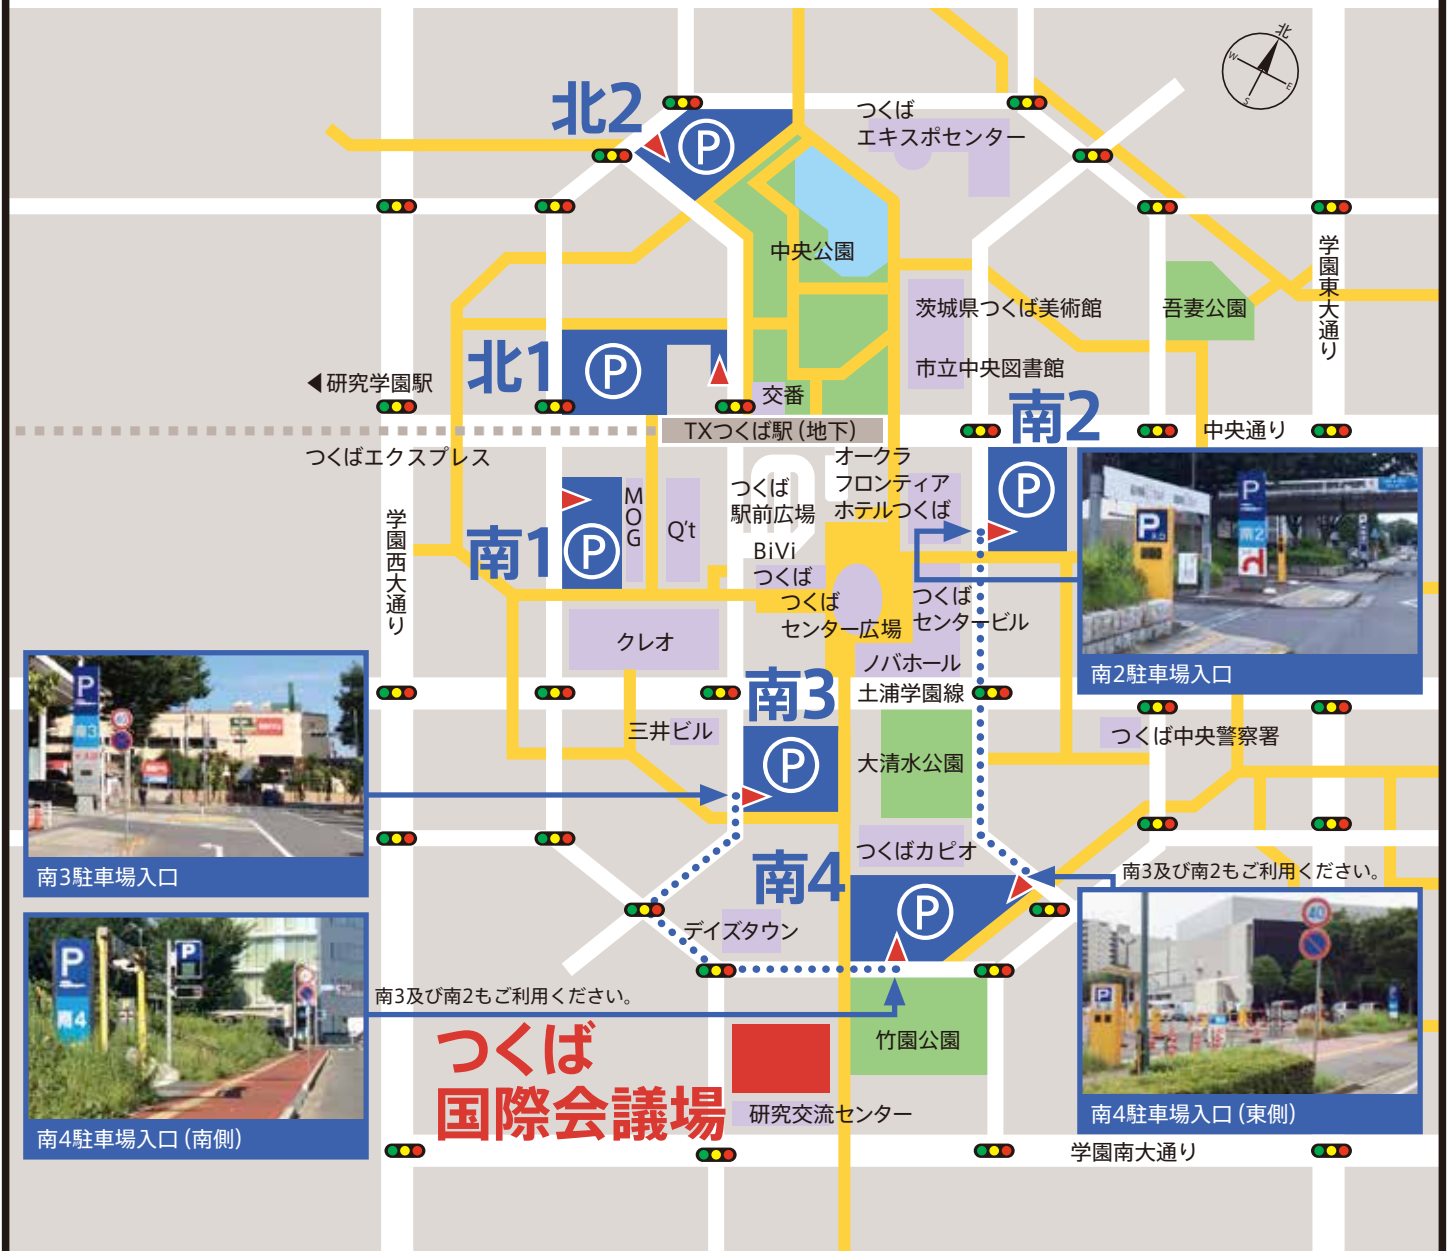 北
W
E
S
北2
P
つくば
エキスポセンター
中央公園
学園東大通り
茨城県つくば美術館
吾妻公園
市立中央図書館
北1
P
研究学園駅
交番
南2
TXつくば駅(地下)
中央通り
つくばエクスプレス
オークラ
フロンティア
ホテルつくば
P
つくば
駅前広場
MOG
Q't
学園西大通り
南1
P
BiVi
つくば
つくば
センター広場
つくば
センタービル
クレオ
ノバホール
P
南2
南2駐車場入口
南3
土浦学園線
P
南3
40
南3駐車場入口
三井ビル
P
大清水公園
つくば中央警察署
南4
つくばカピオ
P
南3及び南2もご利用ください。
デイズタウン
P
P
南4
南4駐車場入口(南側)
南3及び南2もご利用ください。
40
P
南4駐車場入口(東側)
竹園公園
つくば
国際会議場
研究交流センター
学園南大通り